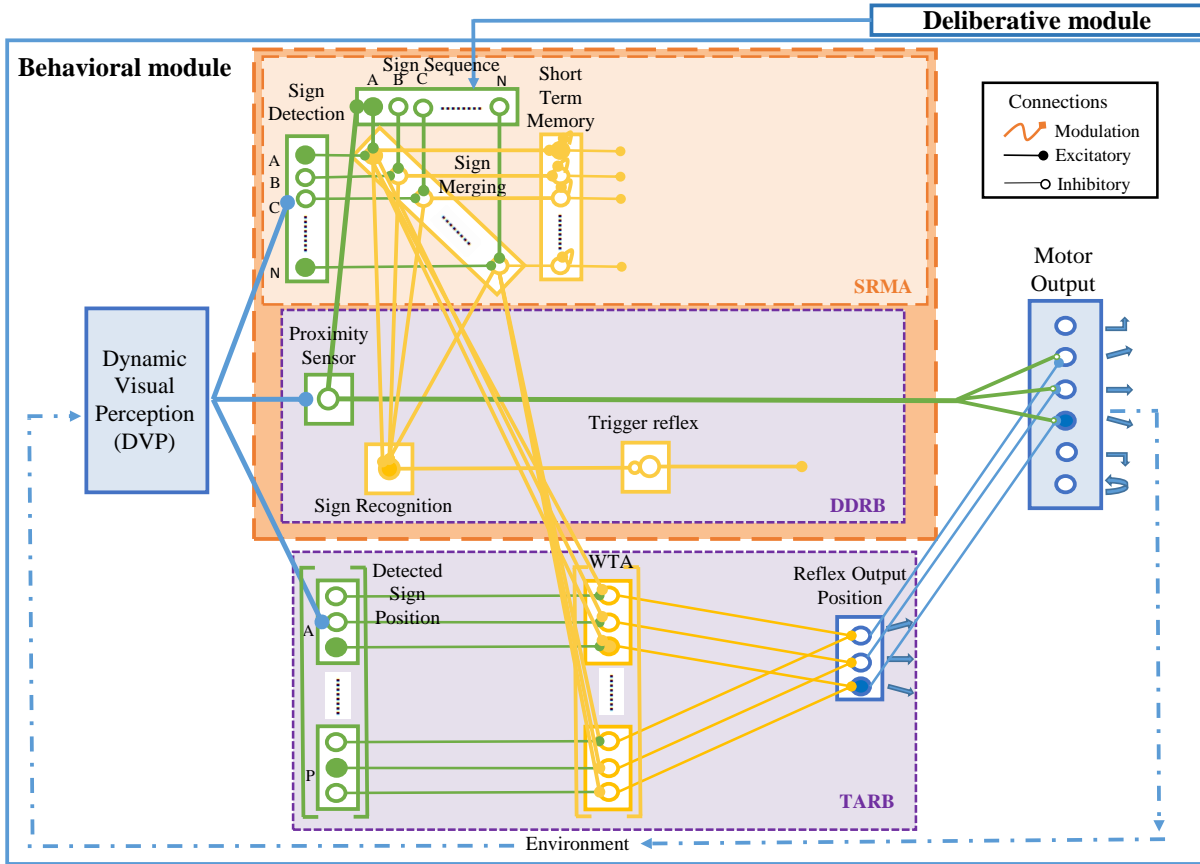 Deliberative module
Behavioral module
Sign Sequence
A
B
C
N
Sign
Detection
A
B
C
N
Short
Term
Memory
Sign
Merging
SRMA
Connections
Modulation
Excitatory
Inhibitory
Motor
Output
Dynamic
Visual
Perception
(DVP)
Proximity
Sensor
Trigger reflex
Sign Recognition
DDRB
Detected
Sign
Position
A
P
WTA
Reflex Output
Position
TARB
Environment